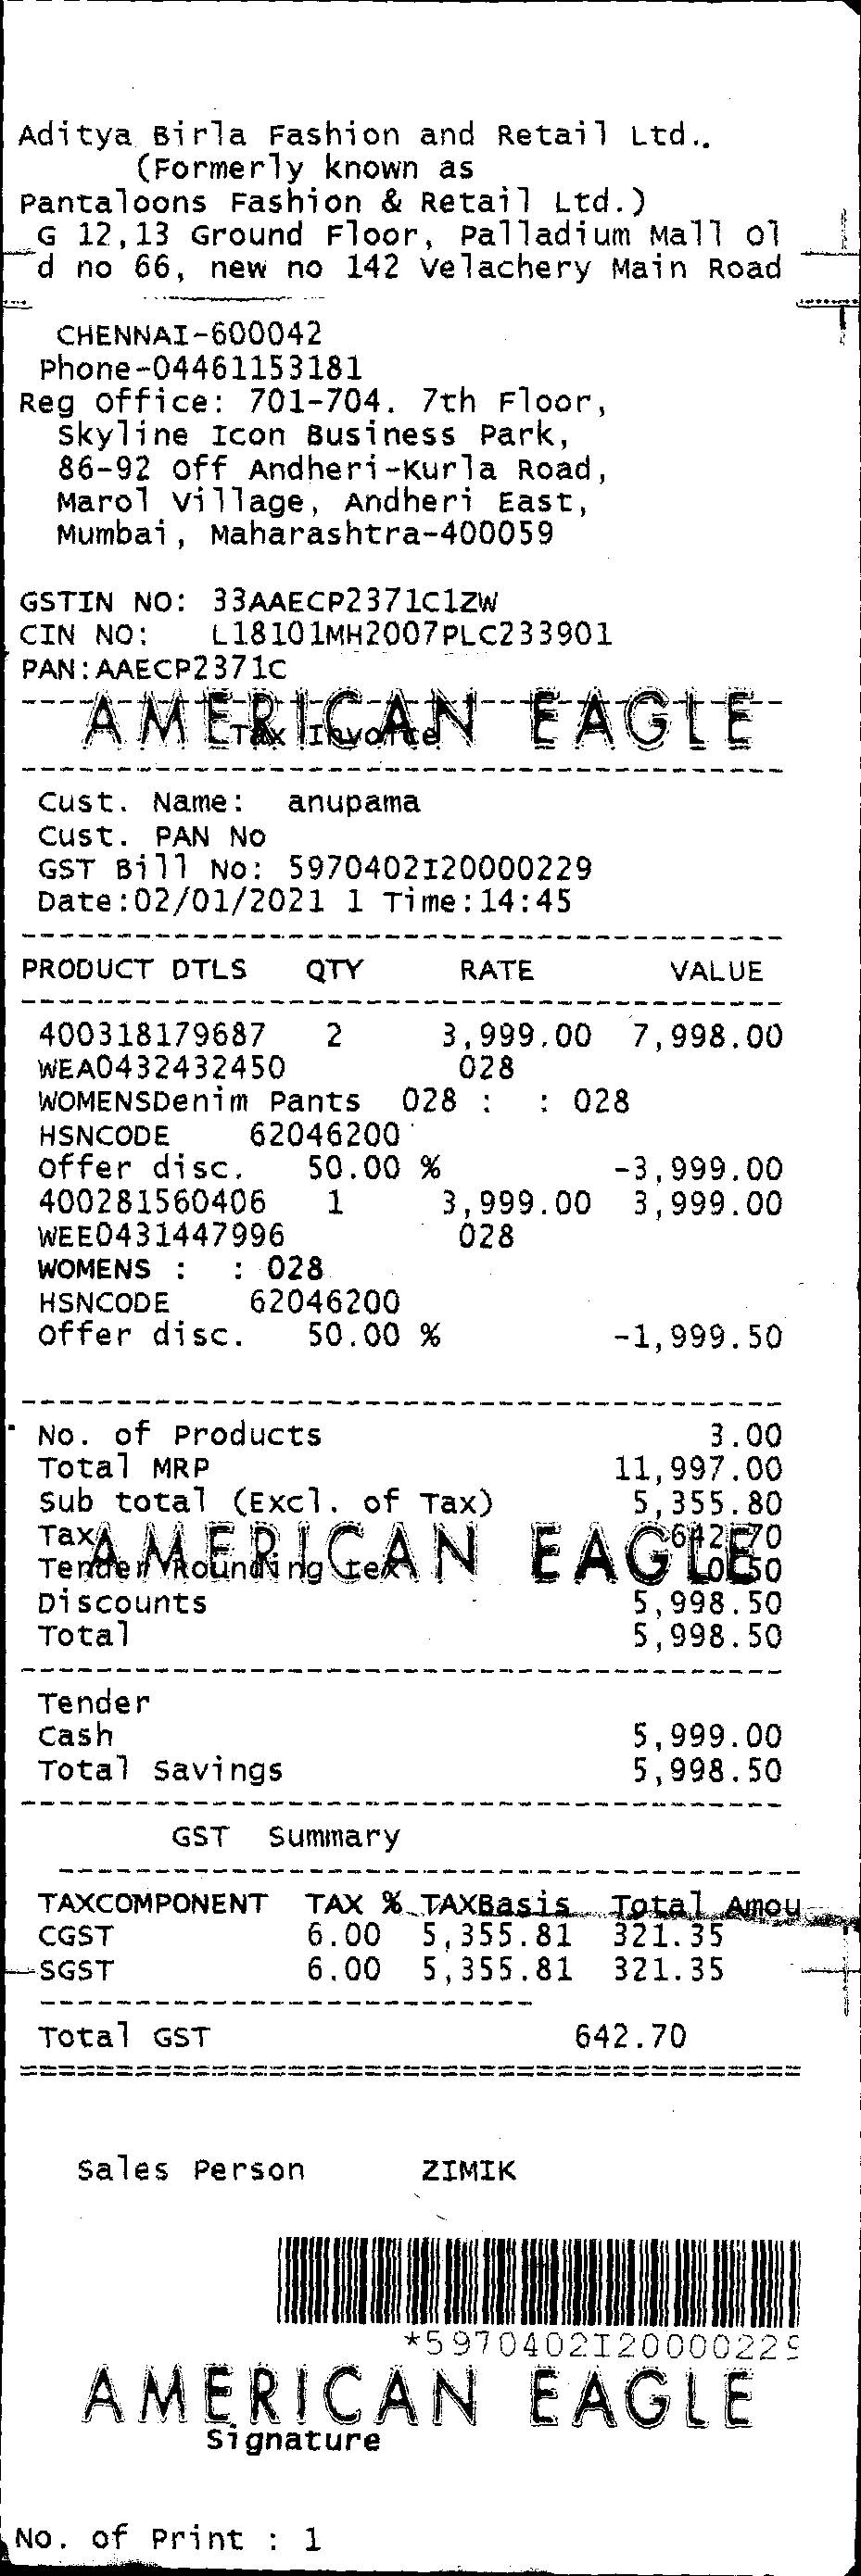 Aditya Birla Fashion and Retail Ltd..
(Formerly known as
Pantaloons Fashion & Retail Ltd.)
G 12,13 Ground Floor, Palladium Mall Ol
d no 66, new no 142 Velachery Main Road
CHENNAI-600042
Phone-04461153181
Reg Office: 701-704. 7th Floor,
Skyline Icon Business Park,
86-92 Off Andheri-Kurla Road,
Marol Village, Andheri East,
Mumbai, Maharashtra-400059
GSTIN NO: 33AAECP2371C1ZW
CIN NO: L18101MH2007PLC233901
PAN:AAECP2371C
AMERICAN EAGLE
Tax Invoice
Cust. Name: anupama
Cust. PAN No
GST Bill No: 5970402I20000229
Date:02/01/2021 1 Time:14:45
PRODUCT DTLS QTY RATE VALUE
400318179687 2 3,999.00 7,998.00
WEA0432432450 028
WOMENSDenim Pants 028 : : 028
HSNCODE 62046200
Offer disc. 50.00 % -3,999.00
400281560406 1 3,999.00 3,999.00
WEE0431447996 028
WOMENS : : 028
HSNCODE 62046200
Offer disc. 50.00 % -1,999.50
No. of Products 3.00
Total MRP 11,997.00
Sub total (Excl. of Tax) 5,355.80
Tax 642.70
AMERICAN EAGLE
Tender Rounding 0.50
Discounts 5,998.50
Total 5,998.50
Tender
Cash 5,999.00
Total Savings 5,998.50
GST Summary
TAXCOMPONENT TAX % TAXBasis Total Amou
CGST 6.00 5,355.81 321.35
SGST 6.00 5,355.81 321.35
Total GST 642.70
Sales Person ZIMIK
*5970402I20000229
AMERICAN EAGLE
Signature
No. of Print : 1